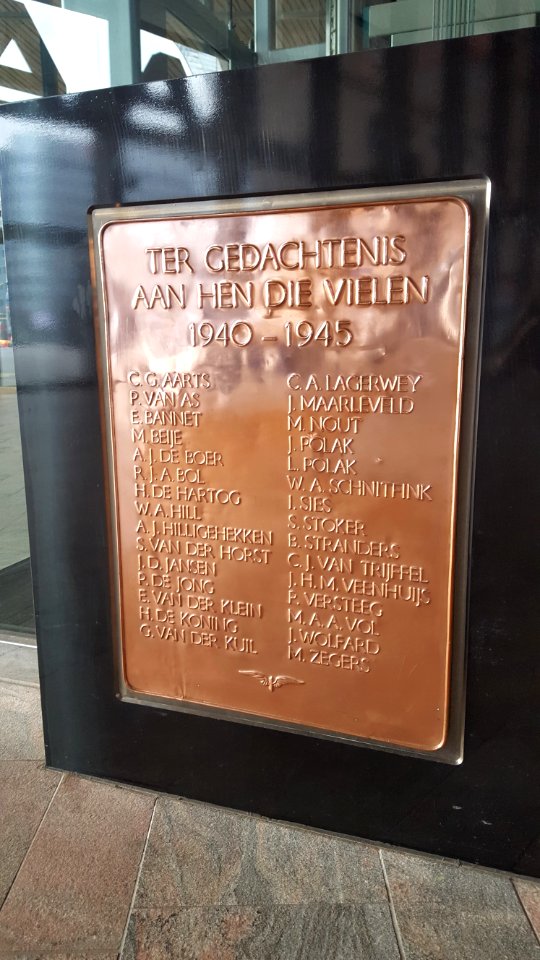 TER GEDACHTENIS
AAN HEN DIE VIELEN
1940 – 1945
C. G. AARTS
P. VAN AS
E. BANNET
M. BEIJE
A. J. DE BOER
R. J. A. BOL
H. DE HARTOG
W. A. HILL
A. J. HILLIGEHEKKEN
S. VAN DER HORST
J. D. JANSEN
P. DE JONG
E. VAN DER KLEIN
H. DE KONING
G. VAN DER KUIL
C. A. LAGERWEY
J. MAARLEVELD
M. NOUT
J. POLAK
L. POLAK
W. A. SCHNITFINK
I. SIES
S. STOKER
B. STRANDERS
C. J. VAN TRIJFFEL
J. H. M. VEENHUIJS
P. VERSTEEG
M. A. A. VOL
J. WOLFARD
M. ZEGERS